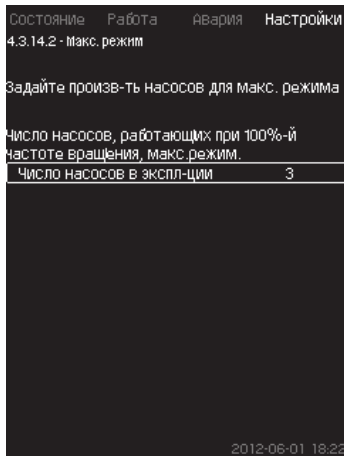 Состояние Работа Авария Настройки
4.3.14.2 - Макс. режим
Задайте произв-ть насосов для макс. режима
Число насосов, работающих при 100%-й
частоте вращения, макс.режим.
Число насосов в экспл-ции 3
2012-06-01 18:22